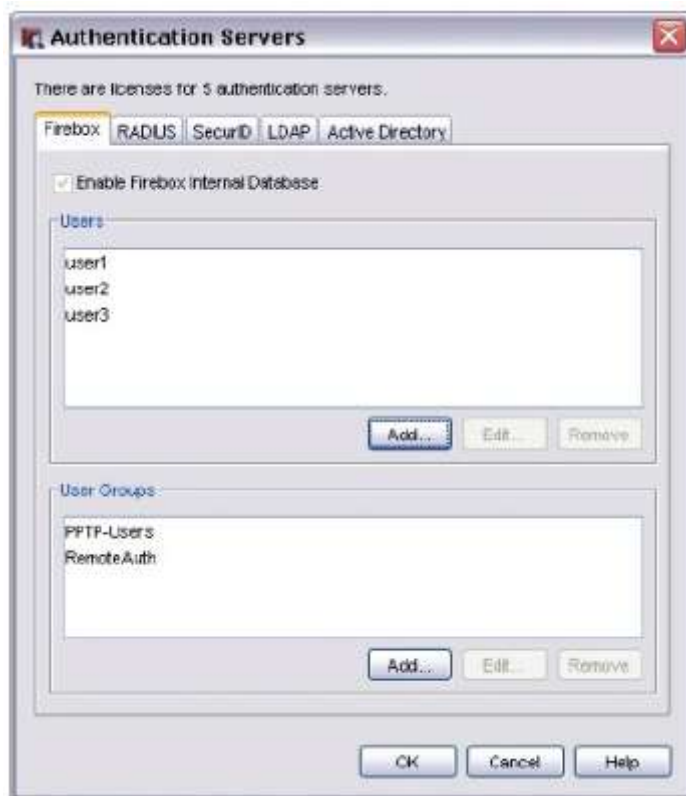 Authentication Servers
There are licenses for 5 authentication servers.
Firebox RADIUS SecurID LDAP Active Directory
Enable Firebox Internal Database
Users
user1
user2
user3
Add... Edit... Remove
User Groups
PPTP-Users
RemoteAuth
Add... Edit... Remove
OK Cancel Help